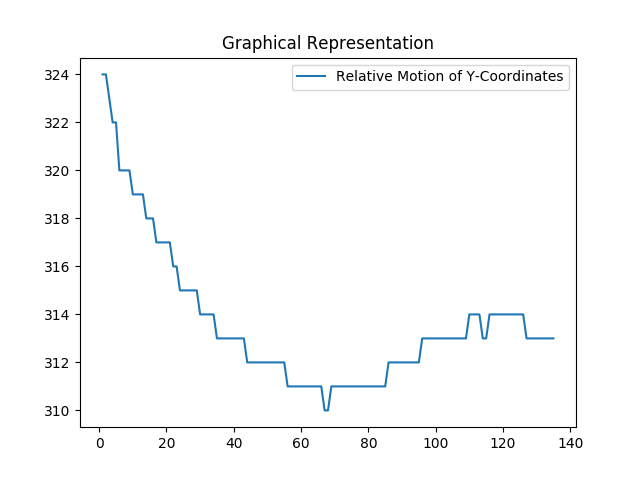 Graphical Representation
Relative Motion of Y-Coordinates
324
322
320
318
316
314
312
310
0 20 40 60 80 100 120 140